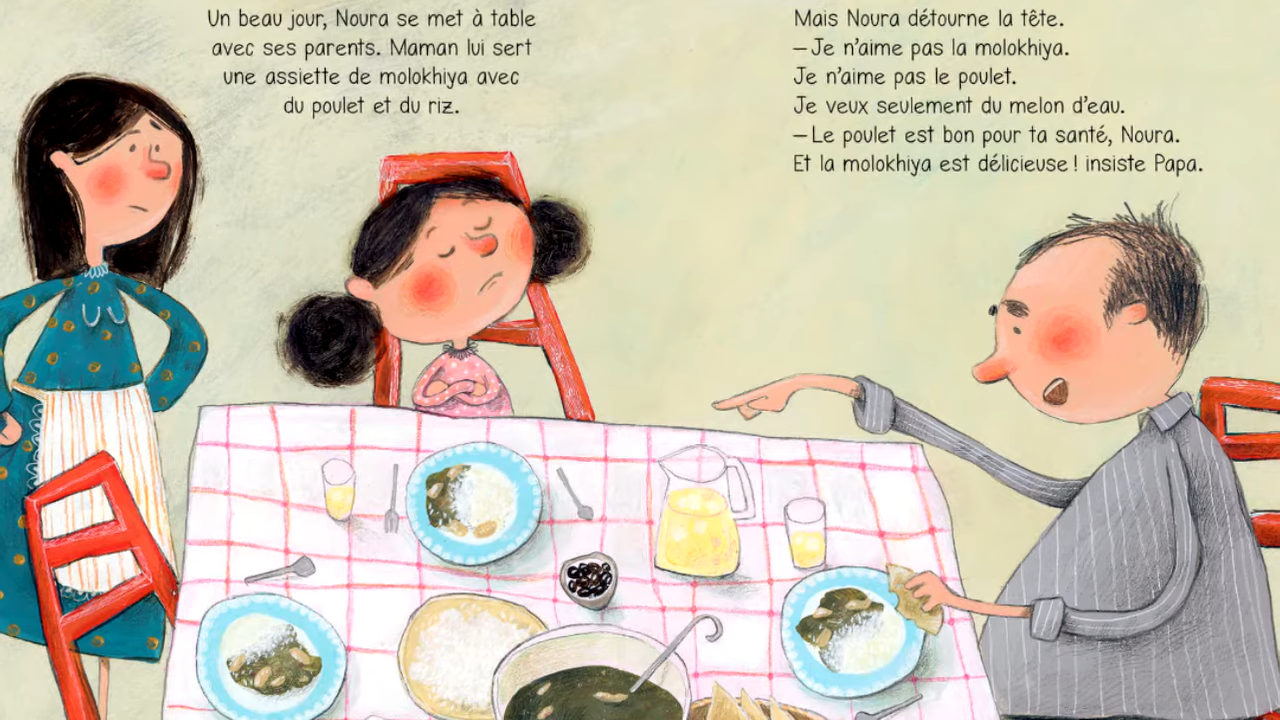 Un beau jour, Noura se met à table
avec ses parents. Maman lui sert
une assiette de molokhiya avec
du poulet et du riz.
Mais Noura détourne la tête.
– Je n’aime pas la molokhiya.
Je n’aime pas le poulet.
Je veux seulement du melon d’eau.
– Le poulet est bon pour ta santé, Noura.
Et la molokhiya est délicieuse ! insiste Papa.